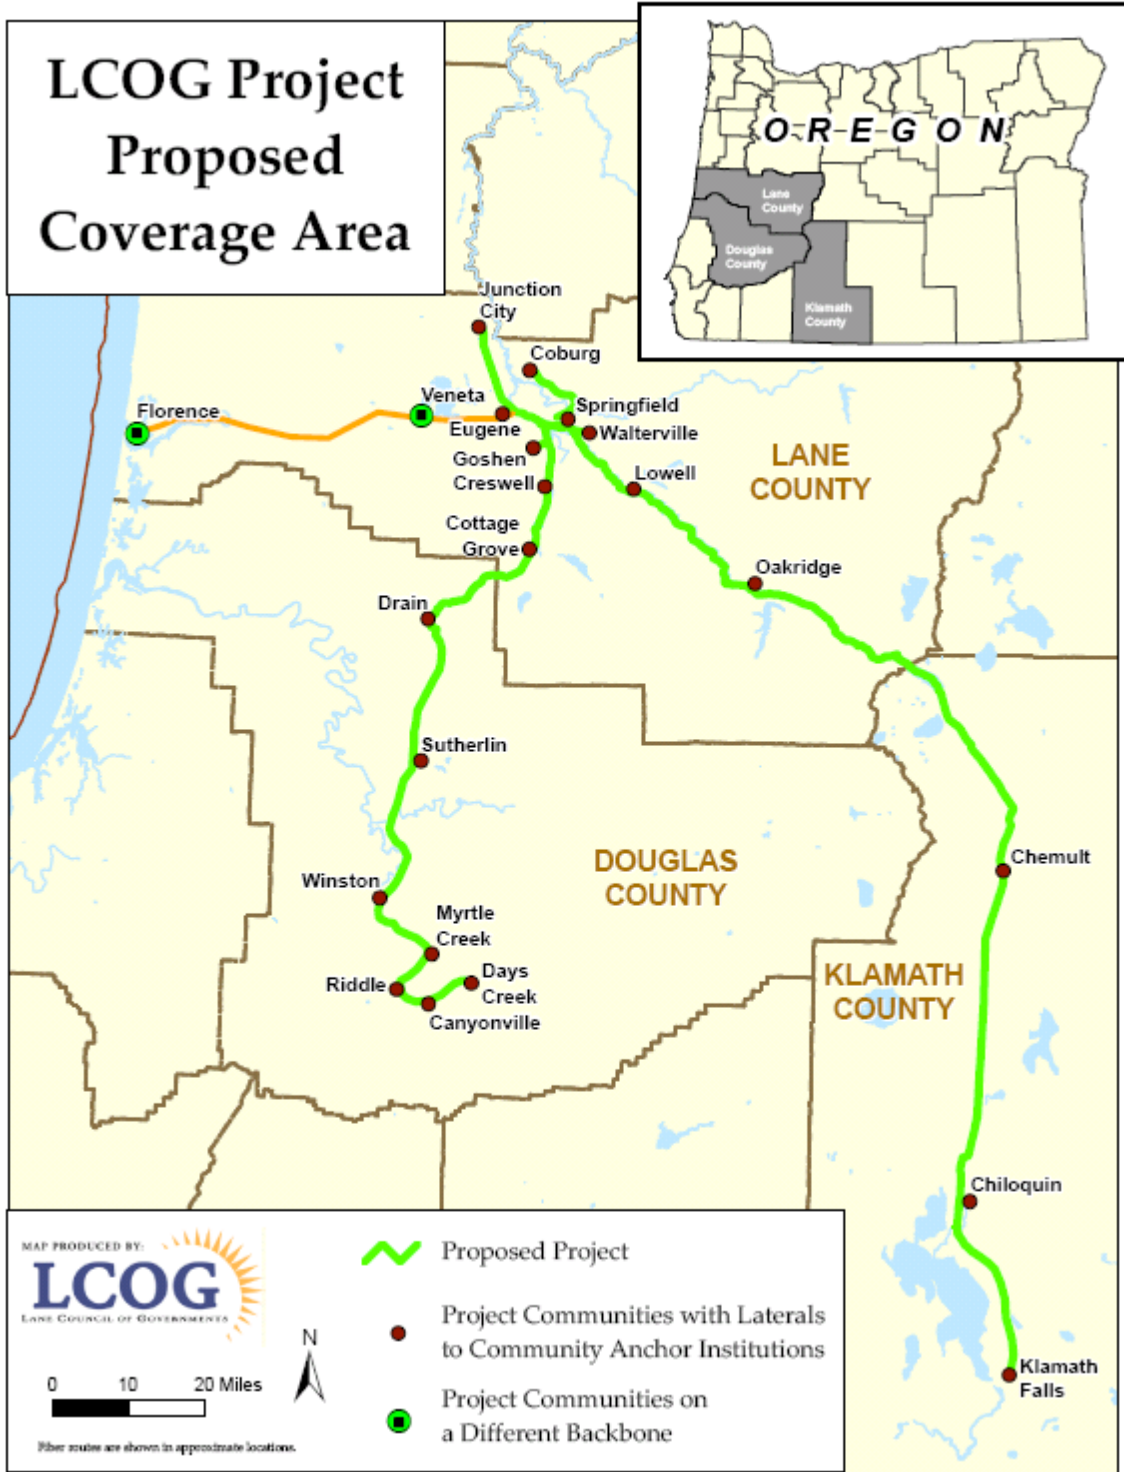 LCOG Project
Proposed
Coverage Area
OREGON
Lane
County
Douglas
County
Klamath
County
Junction
City
Coburg
Florence
Veneta
Eugene
Springfield
Walterville
Goshen
Creswell
Lowell
LANE
COUNTY
Cottage
Grove
Oakridge
Drain
Sutherlin
DOUGLAS
COUNTY
Chemult
Winston
Myrtle
Creek
KLAMATH
COUNTY
Riddle
Days
Creek
Canyonville
Chiloquin
Klamath
Falls
MAP PRODUCED BY:
LCOG
LANE COUNCIL OF GOVERNMENTS
N
0 10 20 Miles
Fiber routes are shown in approximate locations.
Proposed Project
Project Communities with Laterals
to Community Anchor Institutions
Project Communities on
a Different Backbone